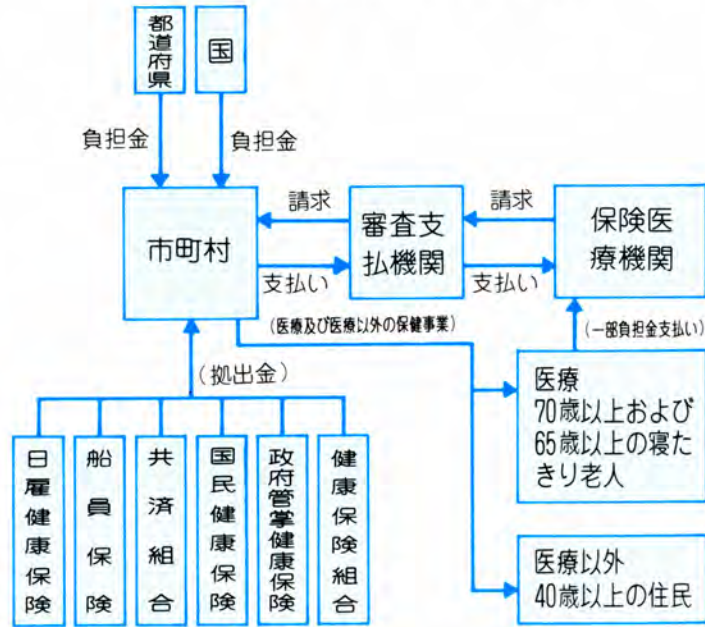 都道府県
国
負担金
負担金
市町村
請求
支払い
審査支
払機関
請求
支払い
保険医
療機関
(医療及び医療以外の保健事業)
(一部負担金支払い)
(拠出金)
医療
70歳以上および
65歳以上の寝た
きり老人
日雇健康保険
船員保険
共済組合
国民健康保険
政府管掌健康保険
健康保険組合
医療以外
40歳以上の住民